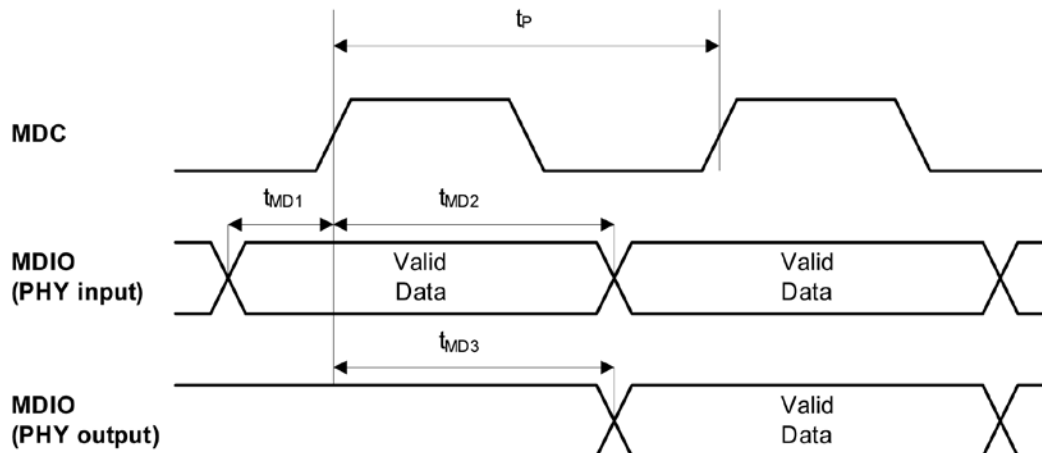 tP
MDC
tMD1
tMD2
MDIO
(PHY input)
Valid
Data
Valid
Data
tMD3
MDIO
(PHY output)
Valid
Data